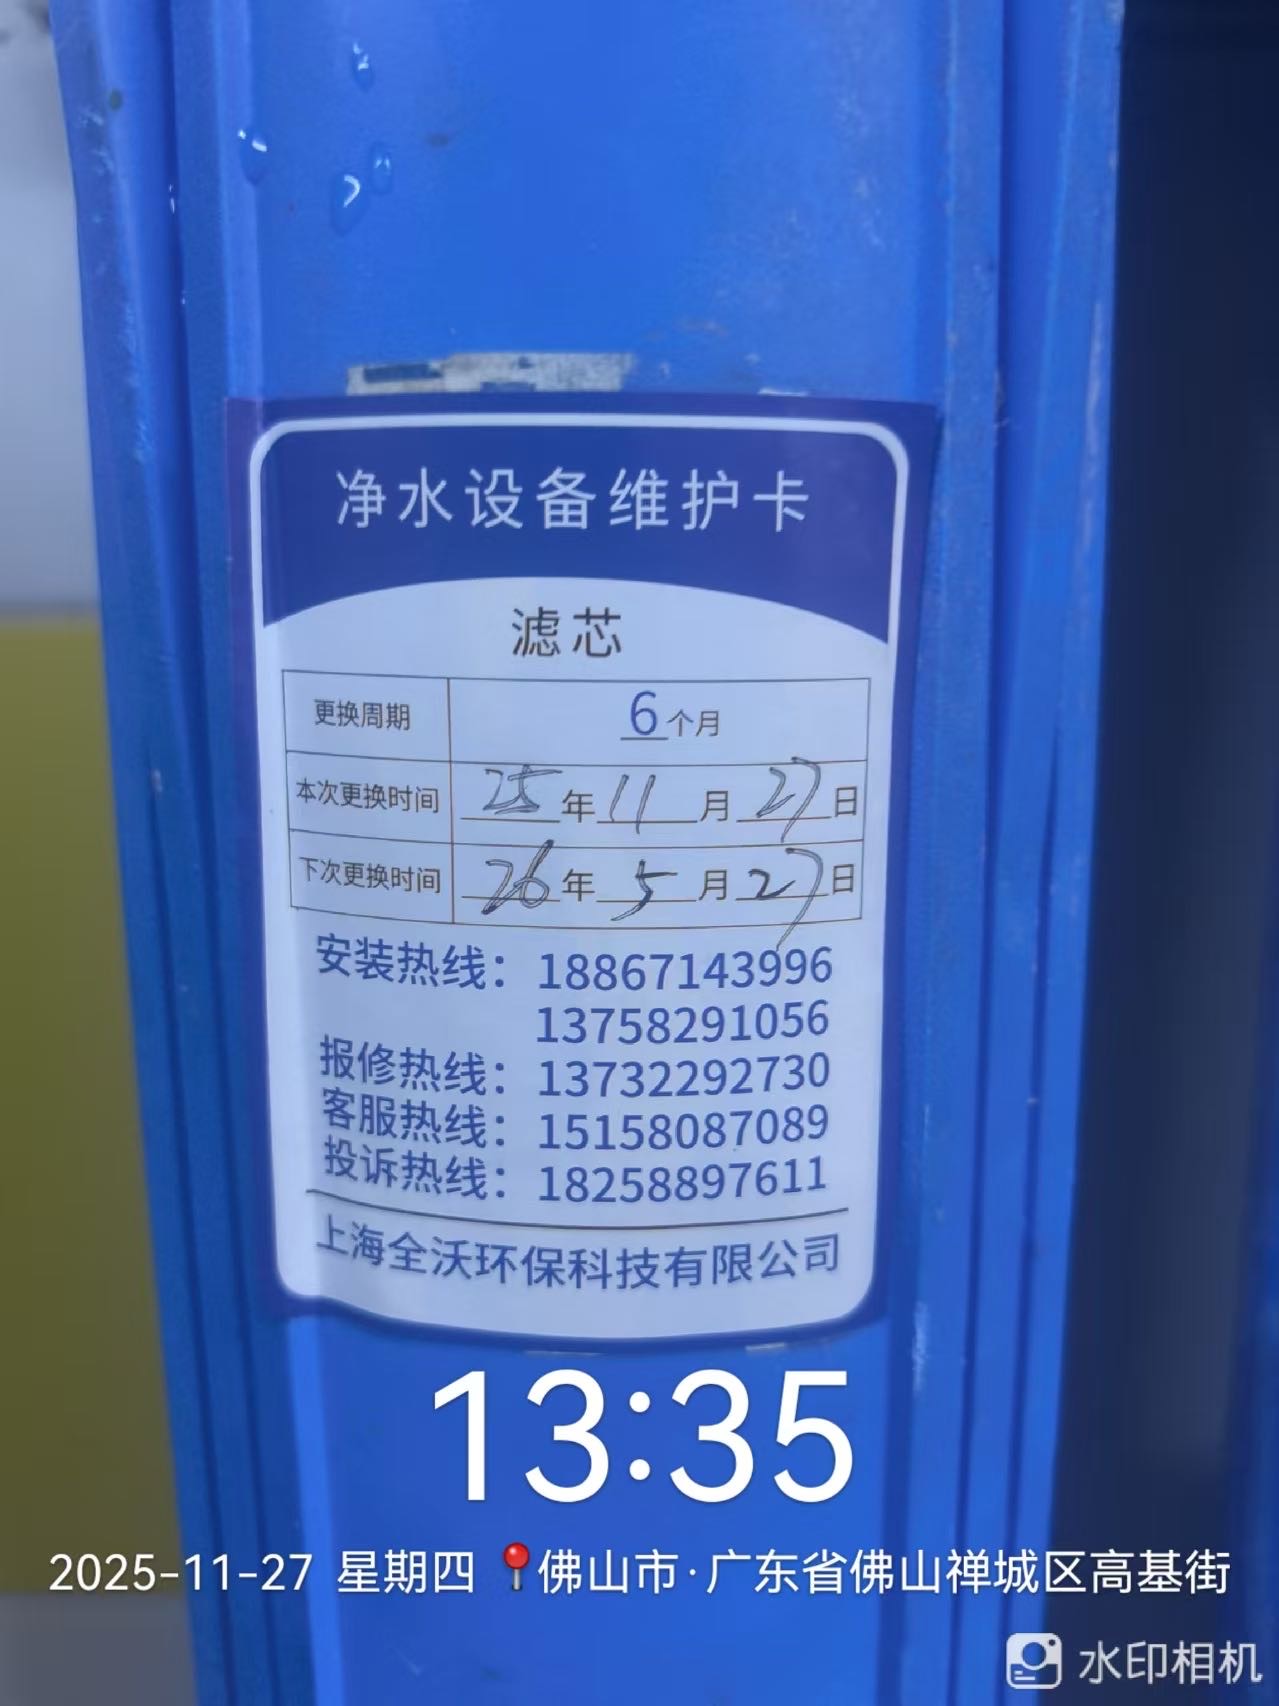 净水设备维护卡
滤芯
更换周期 6个月
本次更换时间 25年11月27日
下次更换时间 26年5月27日
安装热线：18867143996
13758291056
报修热线：13732292730
客服热线：15158087089
投诉热线：18258897611
上海全沃环保科技有限公司
13:35
2025-11-27 星期四 📍佛山市·广东省佛山禅城区高基街
水印相机